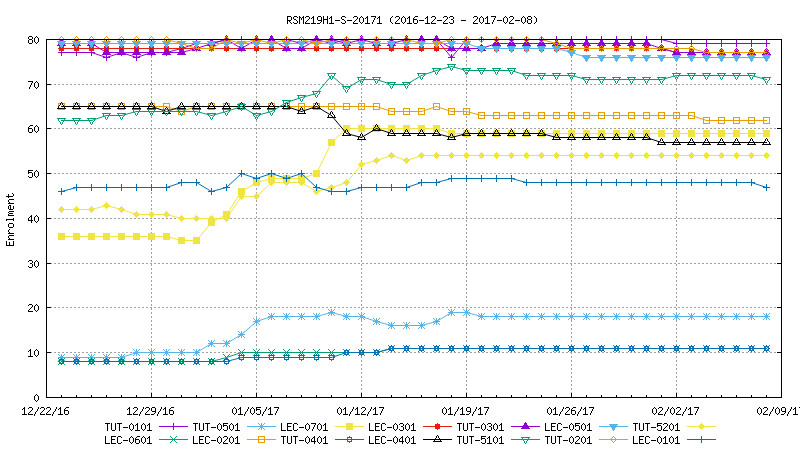 RSM219H1-S-20171 (2016-12-23 - 2017-02-08)
80
70
60
50
40
30
20
10
0
Enrolment
12/22/16 12/29/16 01/05/17 01/12/17 01/19/17 01/26/17 02/02/17 02/09/17
TUT-0101 TUT-0501 LEC-0701 LEC-0301 TUT-0301 LEC-0501 TUT-5201
LEC-0601 LEC-0201 TUT-0401 LEC-0401 TUT-5101 TUT-0201 LEC-0101